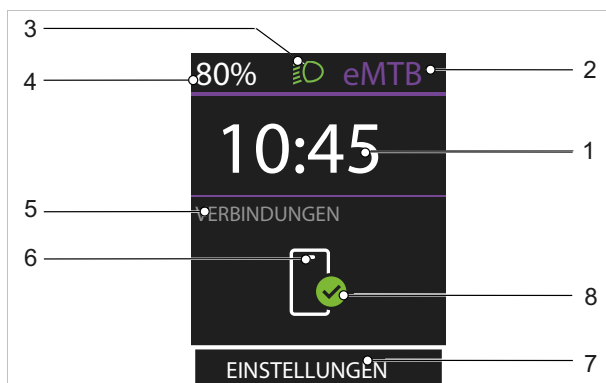 3
4 80% eMTB 2
10:45 1
5 VERBINDUNGEN
6
8
EINSTELLUNGEN 7